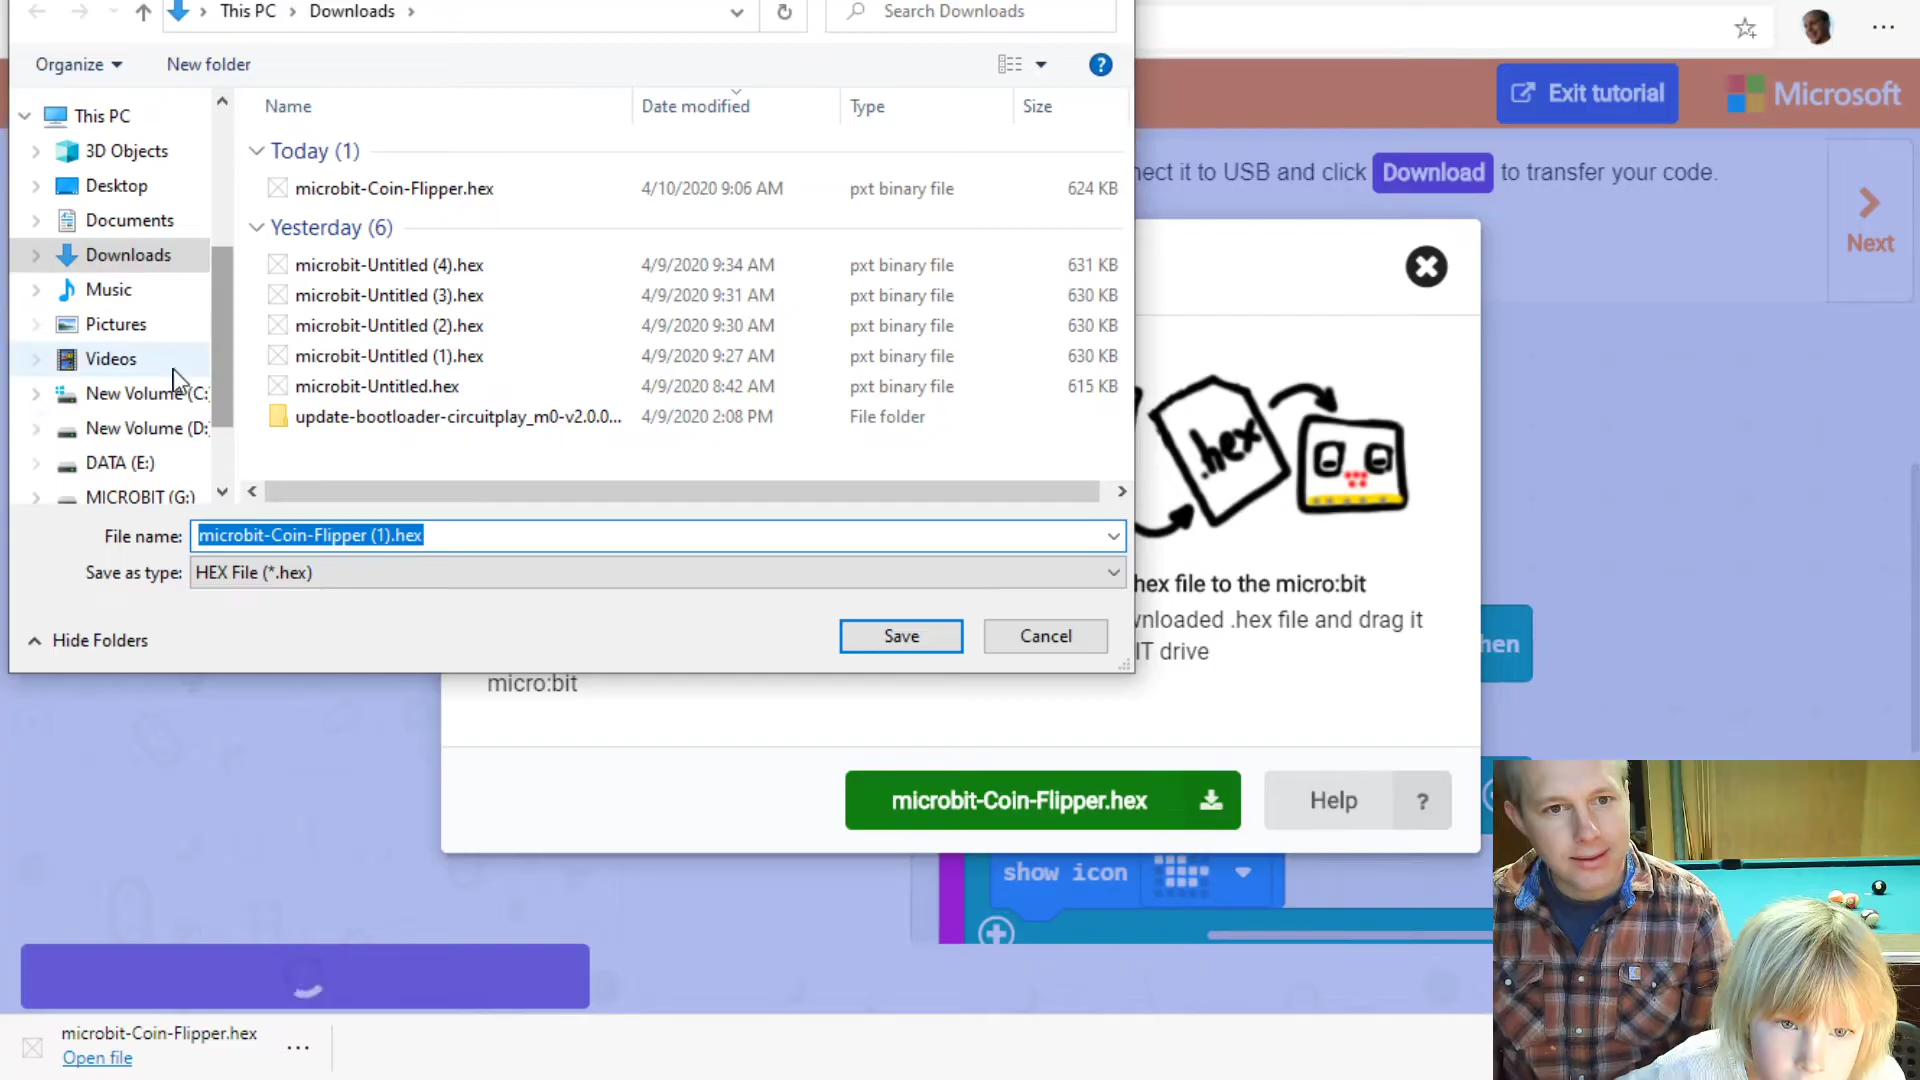 This PC > Downloads >
Search Downloads
Organize
New folder
?
Name
Date modified
Type
Size
This PC
3D Objects
Desktop
Documents
Downloads
Music
Pictures
Videos
New Volume (C:
New Volume (D:
DATA (E:)
MICROBIT (G:)
Today (1)
microbit-Coin-Flipper.hex 4/10/2020 9:06 AM pxt binary file 624 KB
Yesterday (6)
microbit-Untitled (4).hex 4/9/2020 9:34 AM pxt binary file 631 KB
microbit-Untitled (3).hex 4/9/2020 9:31 AM pxt binary file 630 KB
microbit-Untitled (2).hex 4/9/2020 9:30 AM pxt binary file 630 KB
microbit-Untitled (1).hex 4/9/2020 9:27 AM pxt binary file 630 KB
microbit-Untitled.hex 4/9/2020 8:42 AM pxt binary file 615 KB
update-bootloader-circuitplay_m0-v2.0.0... 4/9/2020 2:08 PM File folder
File name: microbit-Coin-Flipper (1).hex
Save as type: HEX File (*.hex)
Hide Folders
Save
Cancel
Exit tutorial
Microsoft
nect it to USB and click Download to transfer your code.
Next
.hex
hex file to the micro:bit
wnloaded .hex file and drag it
IT drive
micro:bit
hen
microbit-Coin-Flipper.hex
Help ?
show icon
microbit-Coin-Flipper.hex
Open file